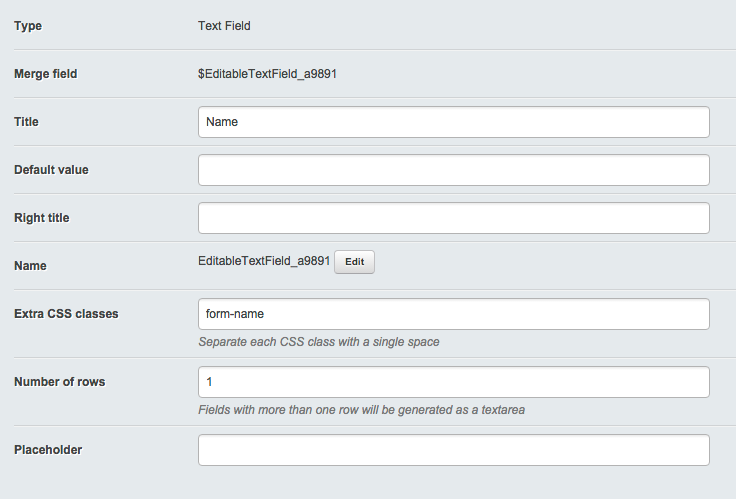 Type Text Field
Merge field $EditableTextField_a9891
Title Name
Default value
Right title
Name EditableTextField_a9891 Edit
Extra CSS classes form-name
Separate each CSS class with a single space
Number of rows 1
Fields with more than one row will be generated as a textarea
Placeholder